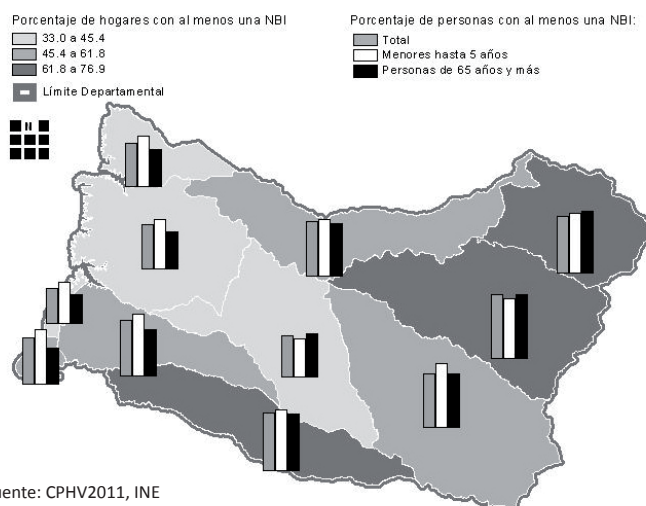 Porcentaje de hogares con al menos una NBI
33.0 a 45.4
45.4 a 61.8
61.8 a 76.9
Límite Departamental
Porcentaje de personas con al menos una NBI:
Total
Menores hasta 5 años
Personas de 65 años y más
uente: CPHV2011, INE